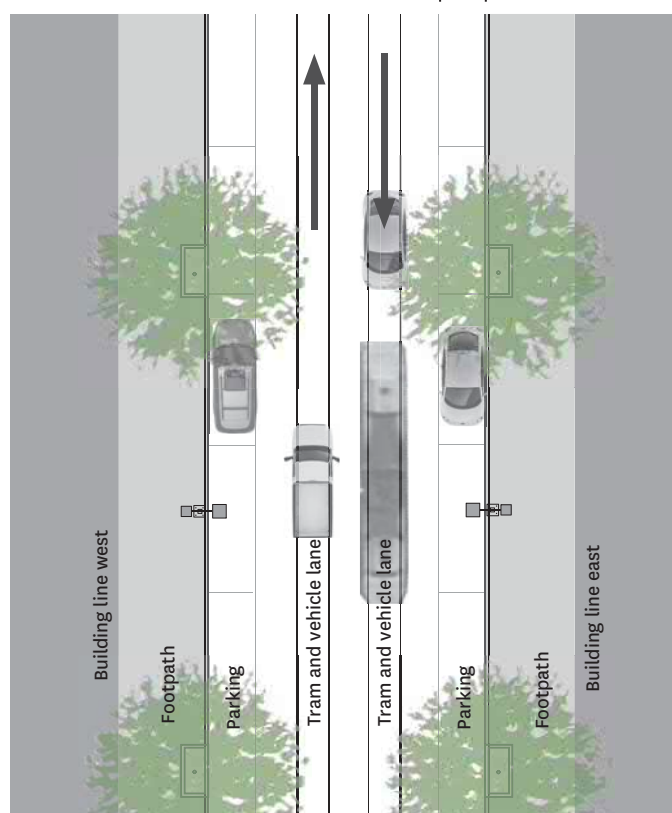 Building line west
Footpath
Parking
Tram and vehicle lane
Tram and vehicle lane
Parking
Footpath
Building line east